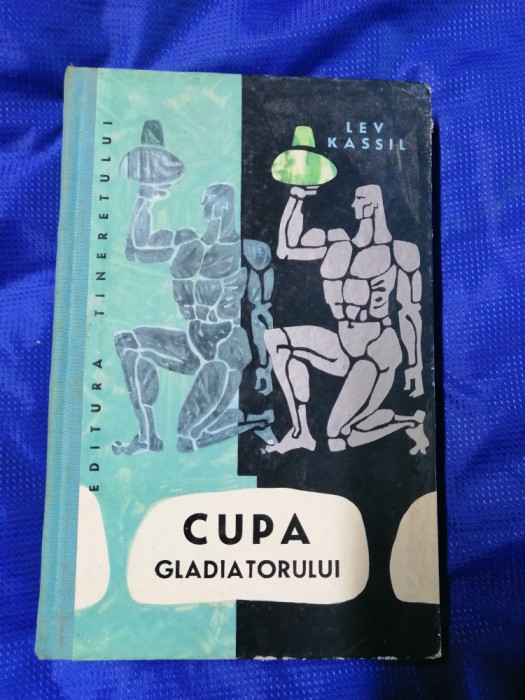 LEV
KASSIL
EDITURA TINERETULUI
CUPA
GLADIATORULUI